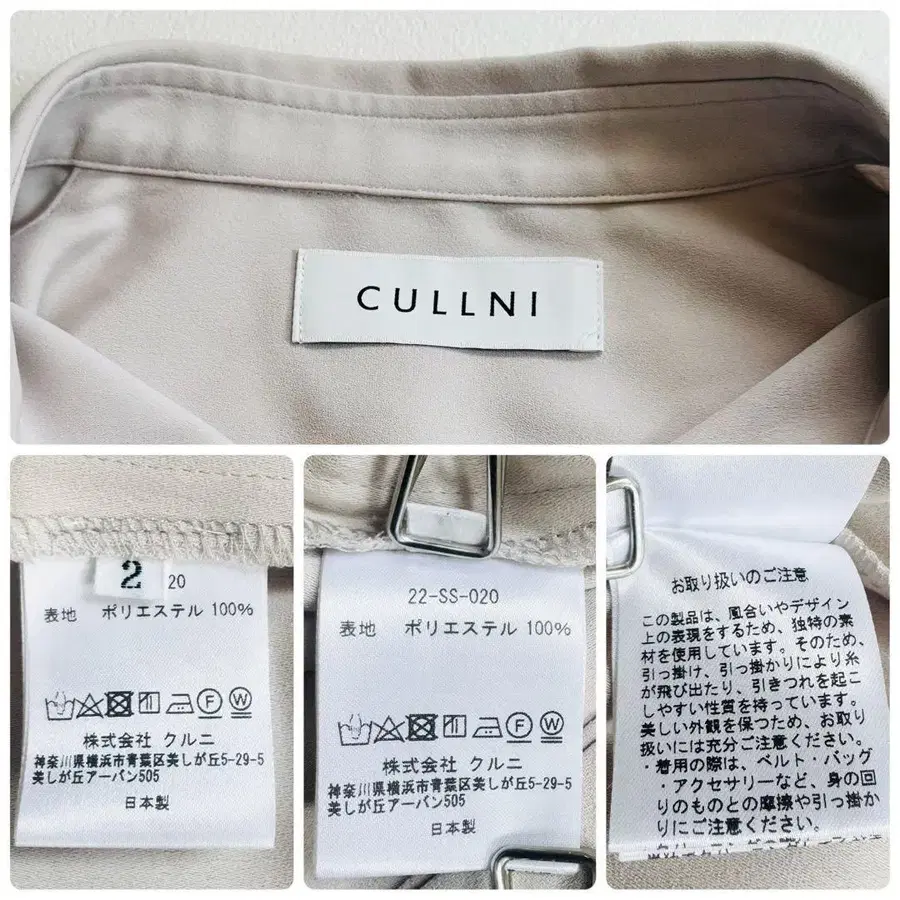 CULLNI
2
20
表地 ポリエステル 100%
F W
株式会社 クルニ
神奈川県横浜市青葉区美しが丘5-29-5
美しが丘アーバン505
日本製
22-SS-020
表地 ポリエステル 100%
F W
株式会社 クルニ
神奈川県横浜市青葉区美しが丘5-29-5
美しが丘アーバン505
日本製
お取り扱いのご注意
この製品は、風合いやデザイン
上の表現をするため、独特の素
材を使用しています。そのため、
引っ掛け、引っ掛かりにより糸
が飛び出たり、引きつれを起こ
しやすい性質を持っています。
美しい外観を保つため、お取り
扱いには充分ご注意ください。
・着用の際は、ベルト・バッグ
・アクセサリーなど、身の回
りのものとの摩擦や引っ掛か
りにご注意ください。